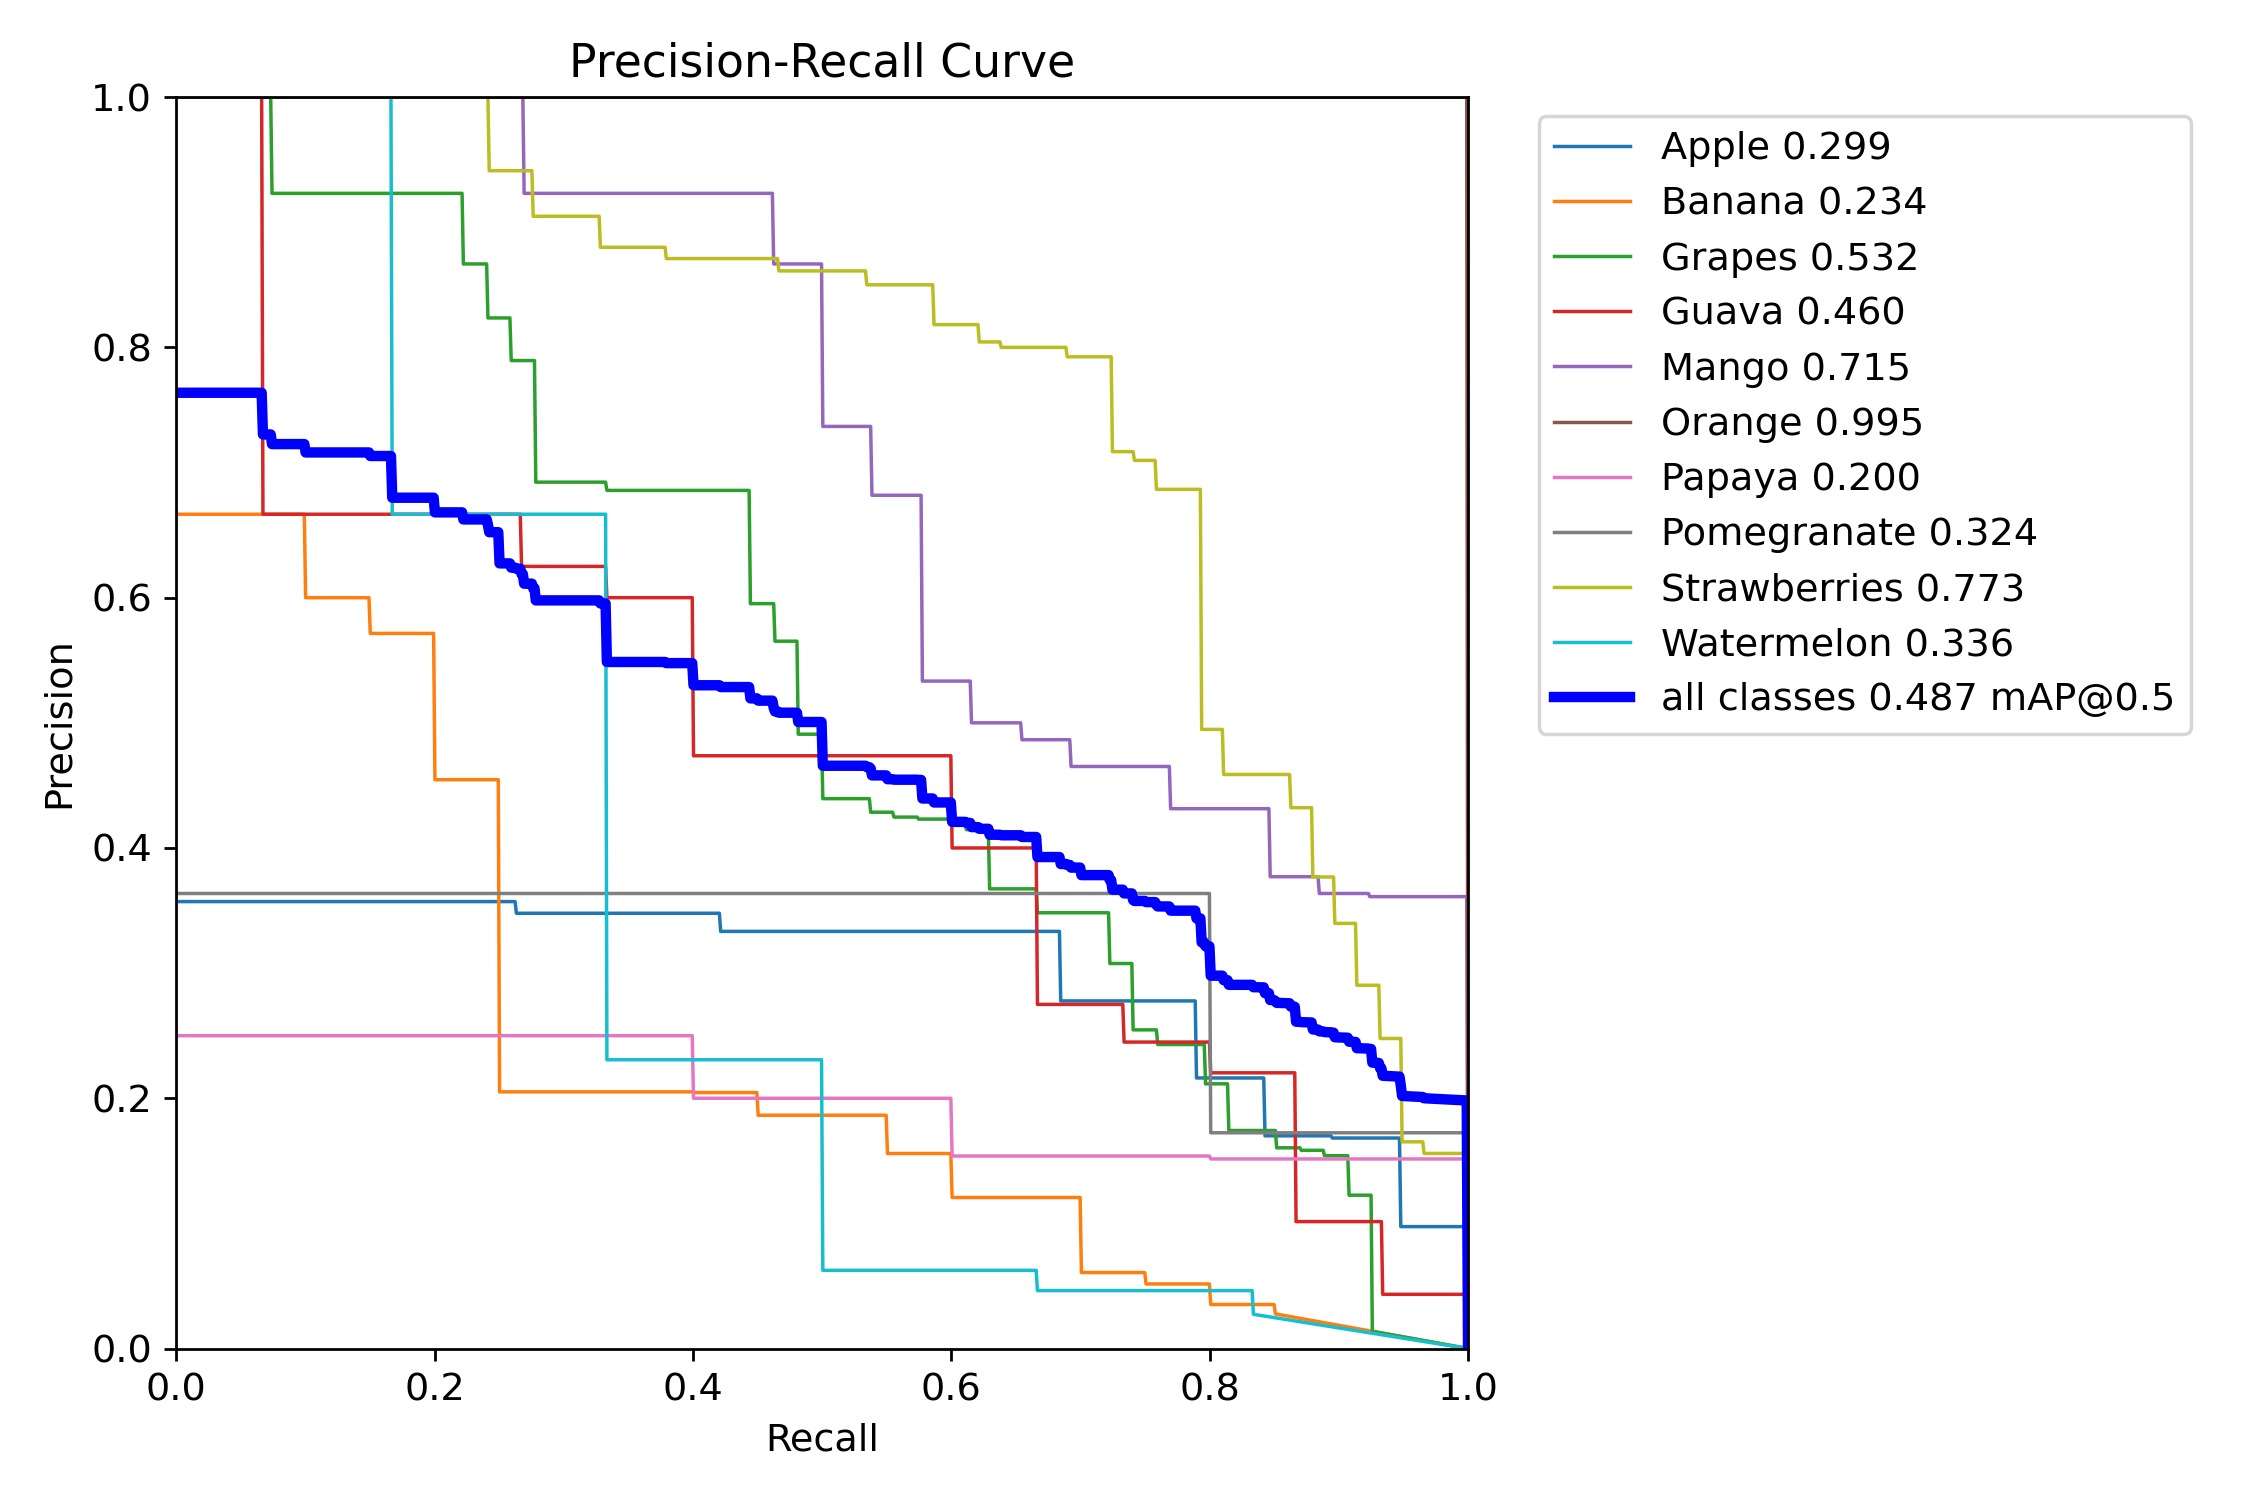 Precision-Recall Curve
1.0
0.8
0.6
0.4
0.2
0.0
Precision
0.0 0.2 0.4 0.6 0.8 1.0
Recall
Apple 0.299
Banana 0.234
Grapes 0.532
Guava 0.460
Mango 0.715
Orange 0.995
Papaya 0.200
Pomegranate 0.324
Strawberries 0.773
Watermelon 0.336
all classes 0.487 mAP@0.5